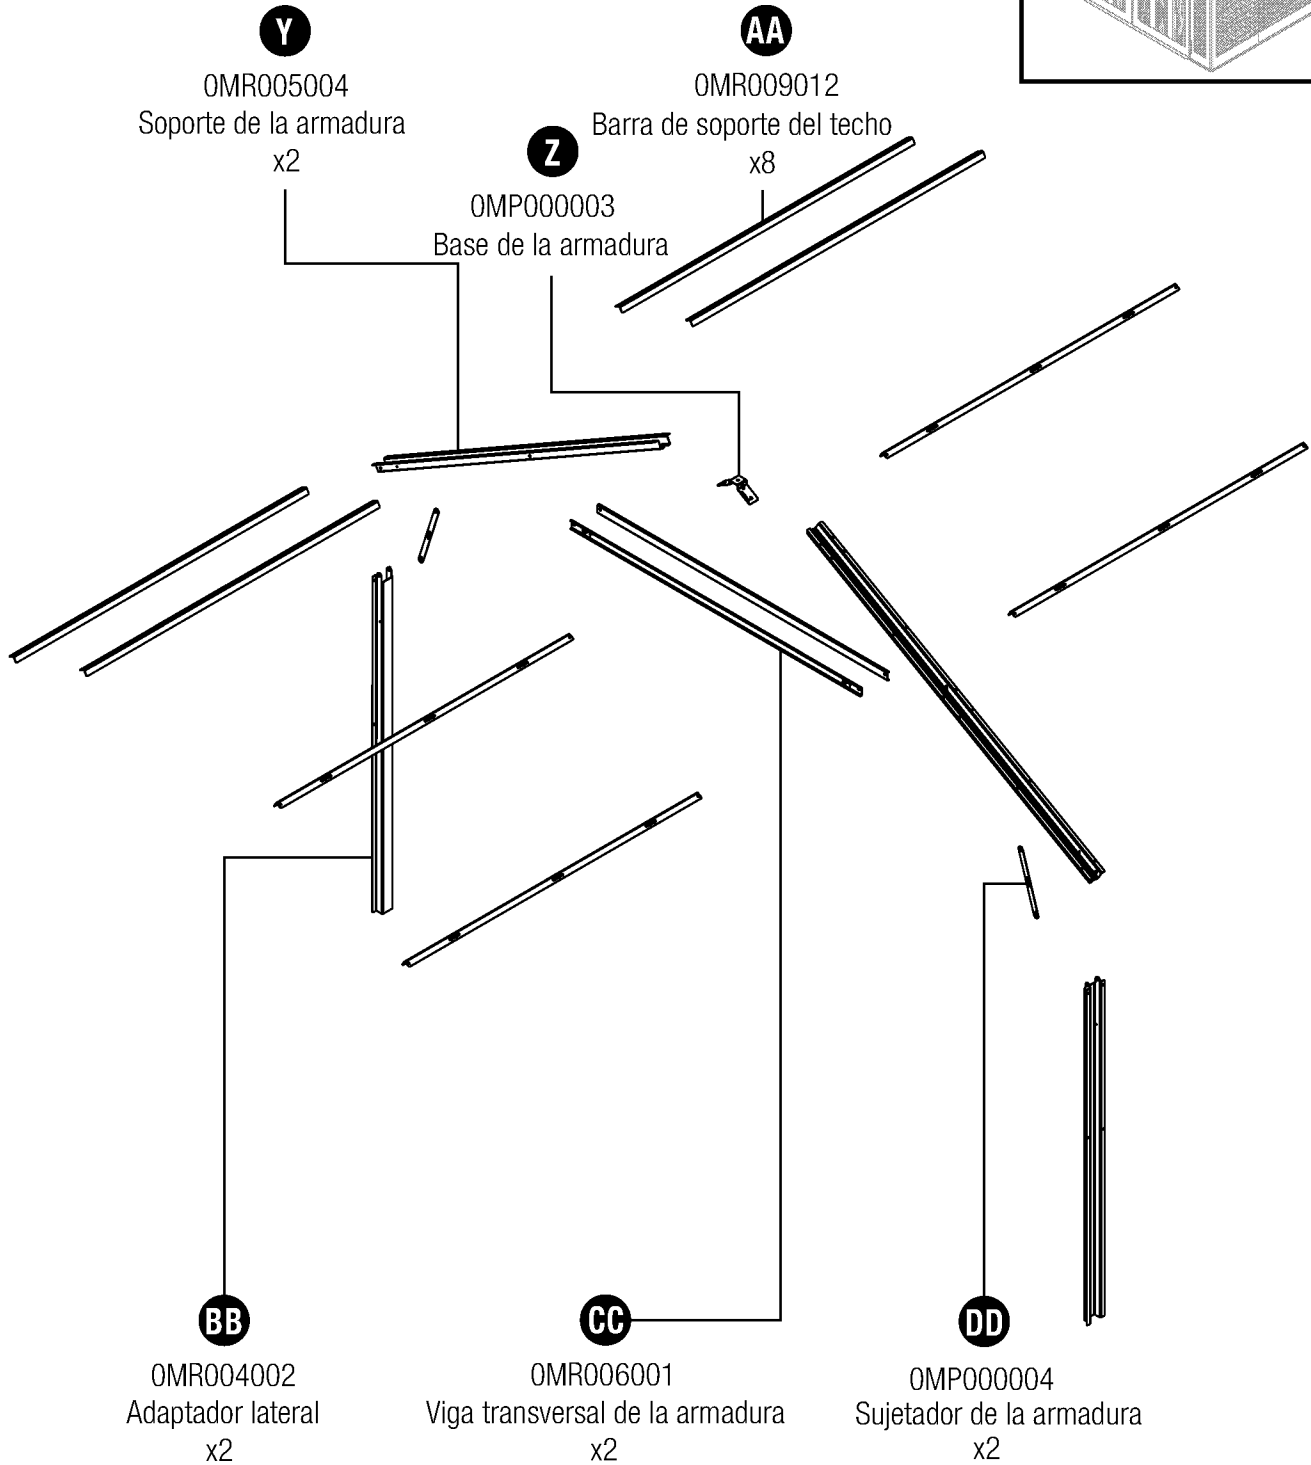 Y
0MR005004
Soporte de la armadura
x2
Z
0MP000003
Base de la armadura
AA
0MR009012
Barra de soporte del techo
x8
BB
0MR004002
Adaptador lateral
x2
CC
0MR006001
Viga transversal de la armadura
x2
DD
0MP000004
Sujetador de la armadura
x2